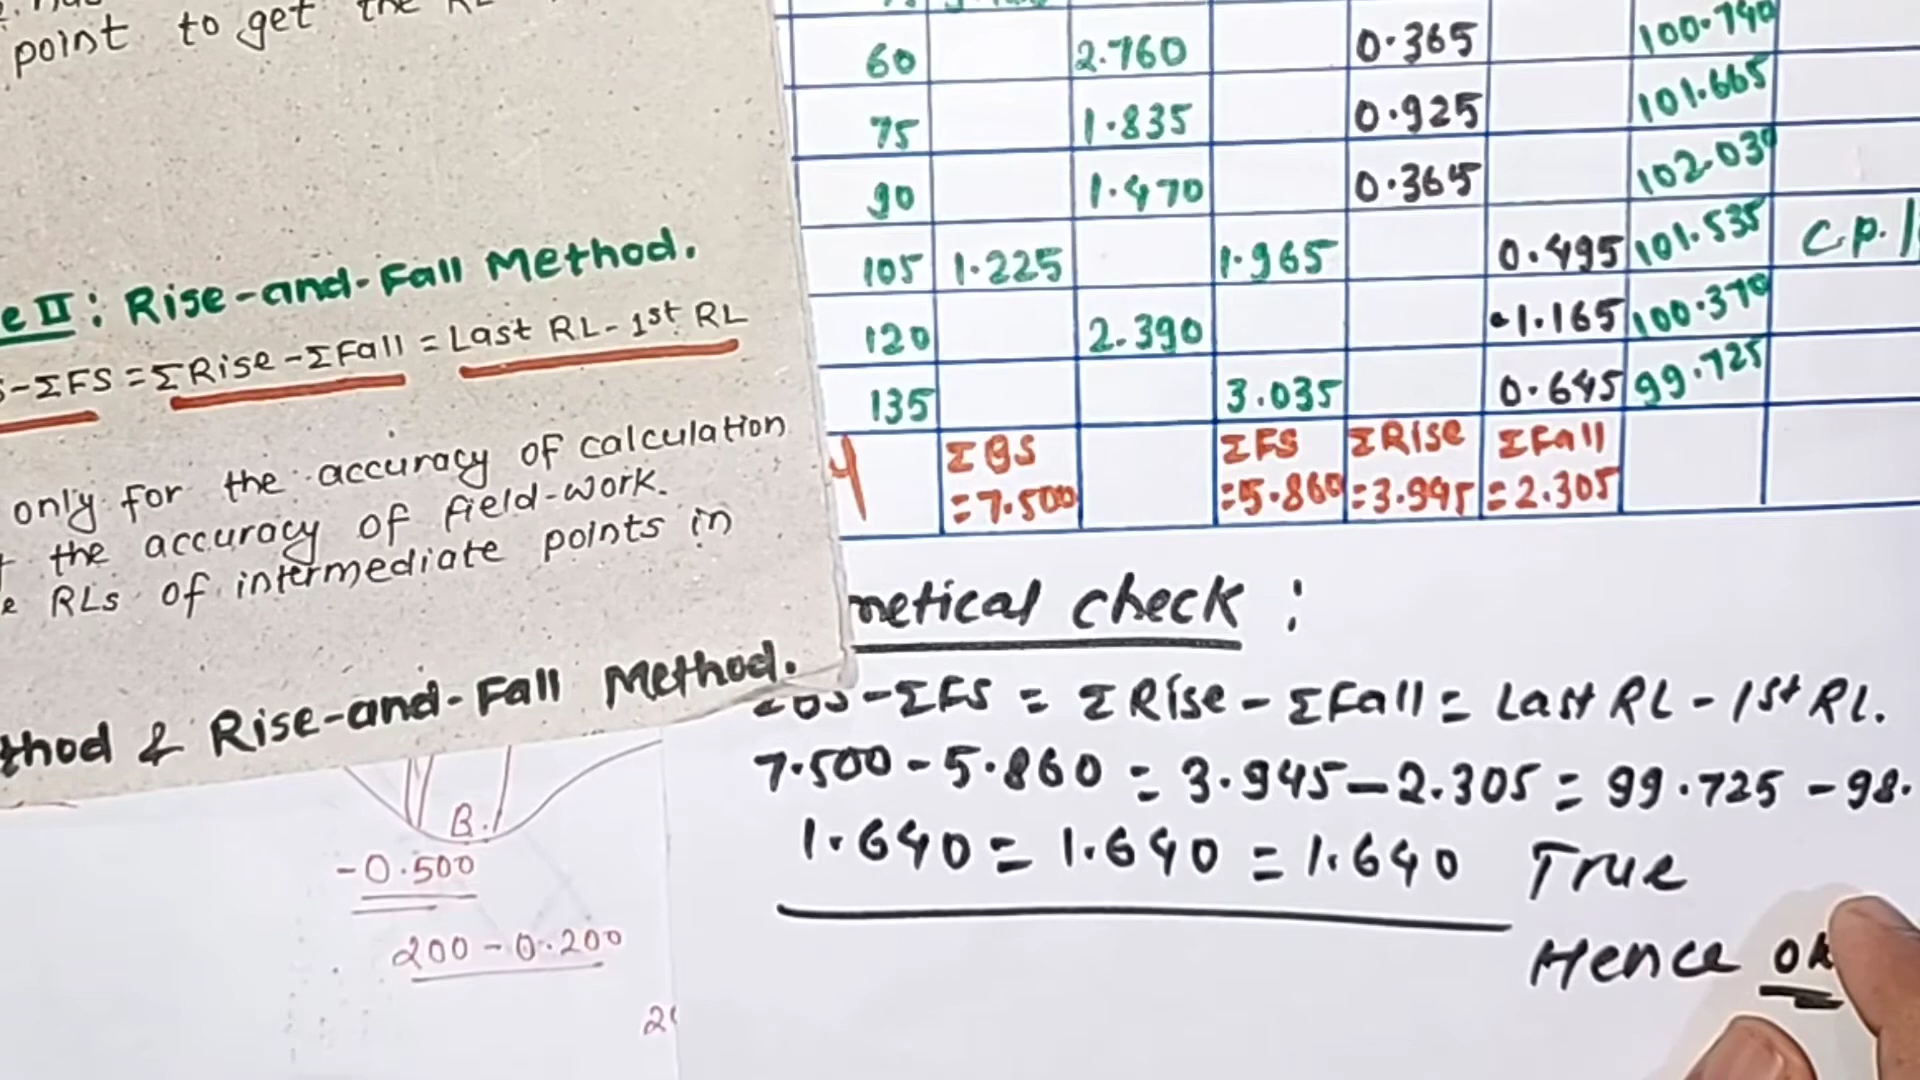 point to get the RL
e II : Rise-and-Fall Method.
-ΣFS = ΣRise - ΣFall = Last RL - 1st RL
only for the accuracy of calculation
the accuracy of field-work.
RLs of intermediate points in
thod & Rise-and-Fall Method.
60 2.760 0.365 100.740
75 1.835 0.925 101.665
90 1.470 0.365 102.030
105 1.225 1.965 0.495 101.535 C.P.
120 2.390 1.165 100.370
135 3.035 0.645 99.725
ΣBS ΣFS ΣRise ΣFall
=7.500 =5.860 =3.945 =2.305
metical check :
-ΣFS = ΣRise - ΣFall = Last RL - 1st RL.
7.500 - 5.860 = 3.945 - 2.305 = 99.725 - 98.
1.640 = 1.640 = 1.640 True
Hence ok
B.
-0.500
200 - 0.200